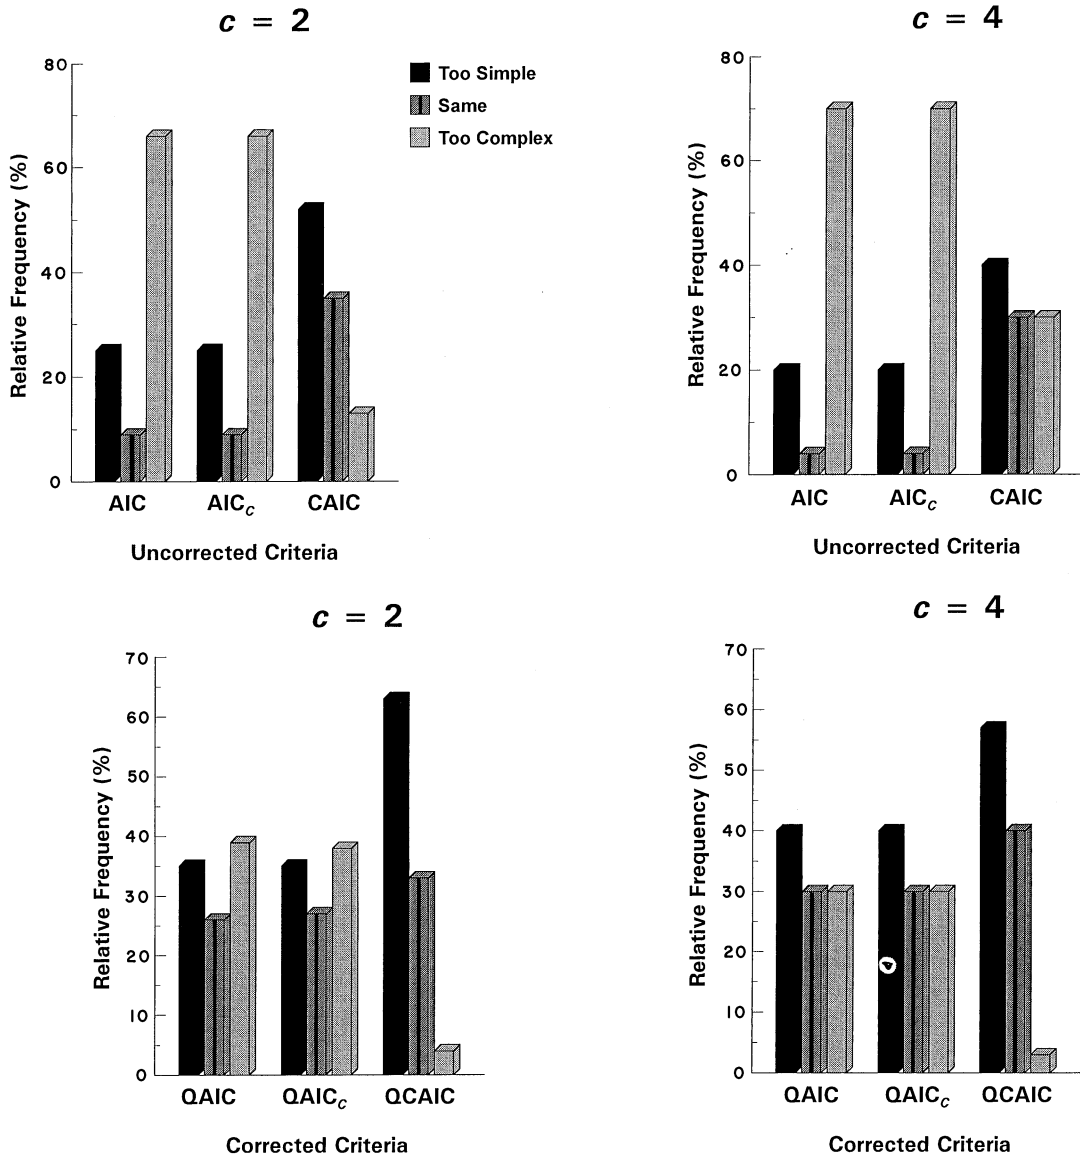 c = 2
80
60
40
20
0
Relative Frequency (%)
Too Simple
Same
Too Complex
AIC AICc CAIC
Uncorrected Criteria
c = 4
80
60
40
20
0
Relative Frequency (%)
AIC AICc CAIC
Uncorrected Criteria
c = 2
70
60
50
40
30
20
10
0
Relative Frequency (%)
QAIC QAICc QCAIC
Corrected Criteria
c = 4
70
60
50
40
30
20
10
0
Relative Frequency (%)
QAIC QAICc QCAIC
Corrected Criteria